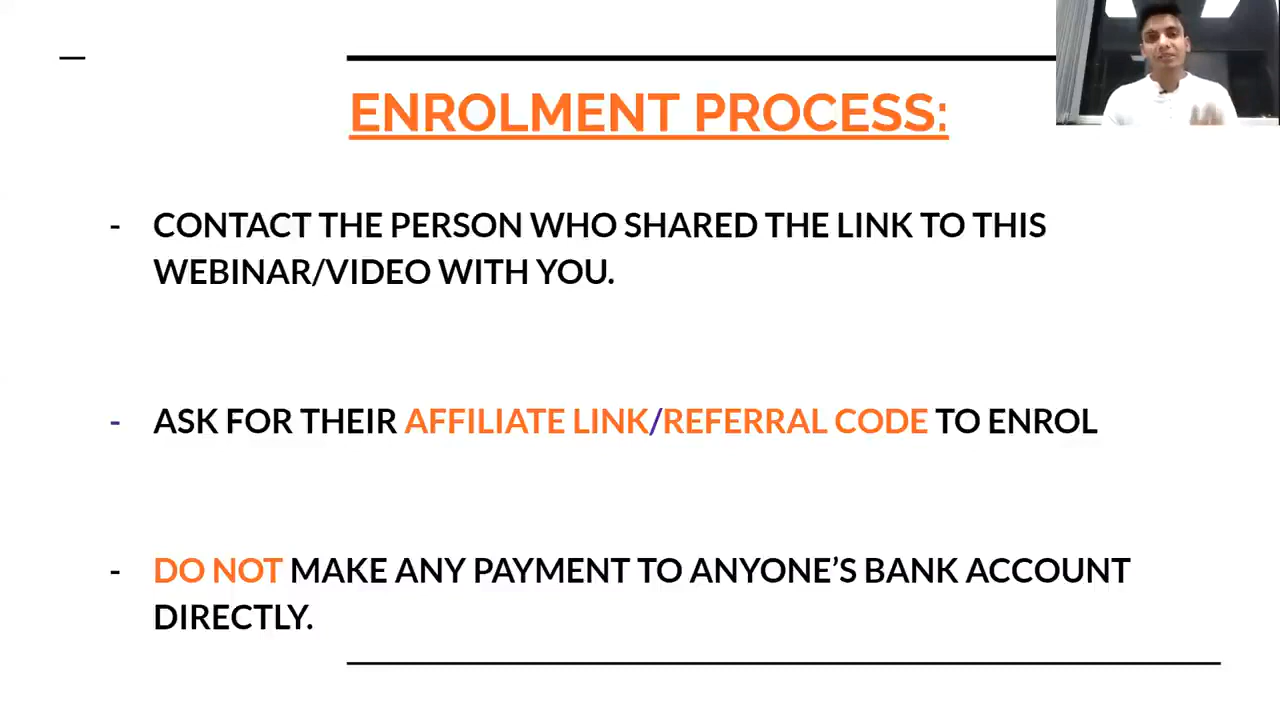 ENROLMENT PROCESS:
- CONTACT THE PERSON WHO SHARED THE LINK TO THIS
WEBINAR/VIDEO WITH YOU.
- ASK FOR THEIR AFFILIATE LINK/REFERRAL CODE TO ENROL
- DO NOT MAKE ANY PAYMENT TO ANYONE’S BANK ACCOUNT
DIRECTLY.